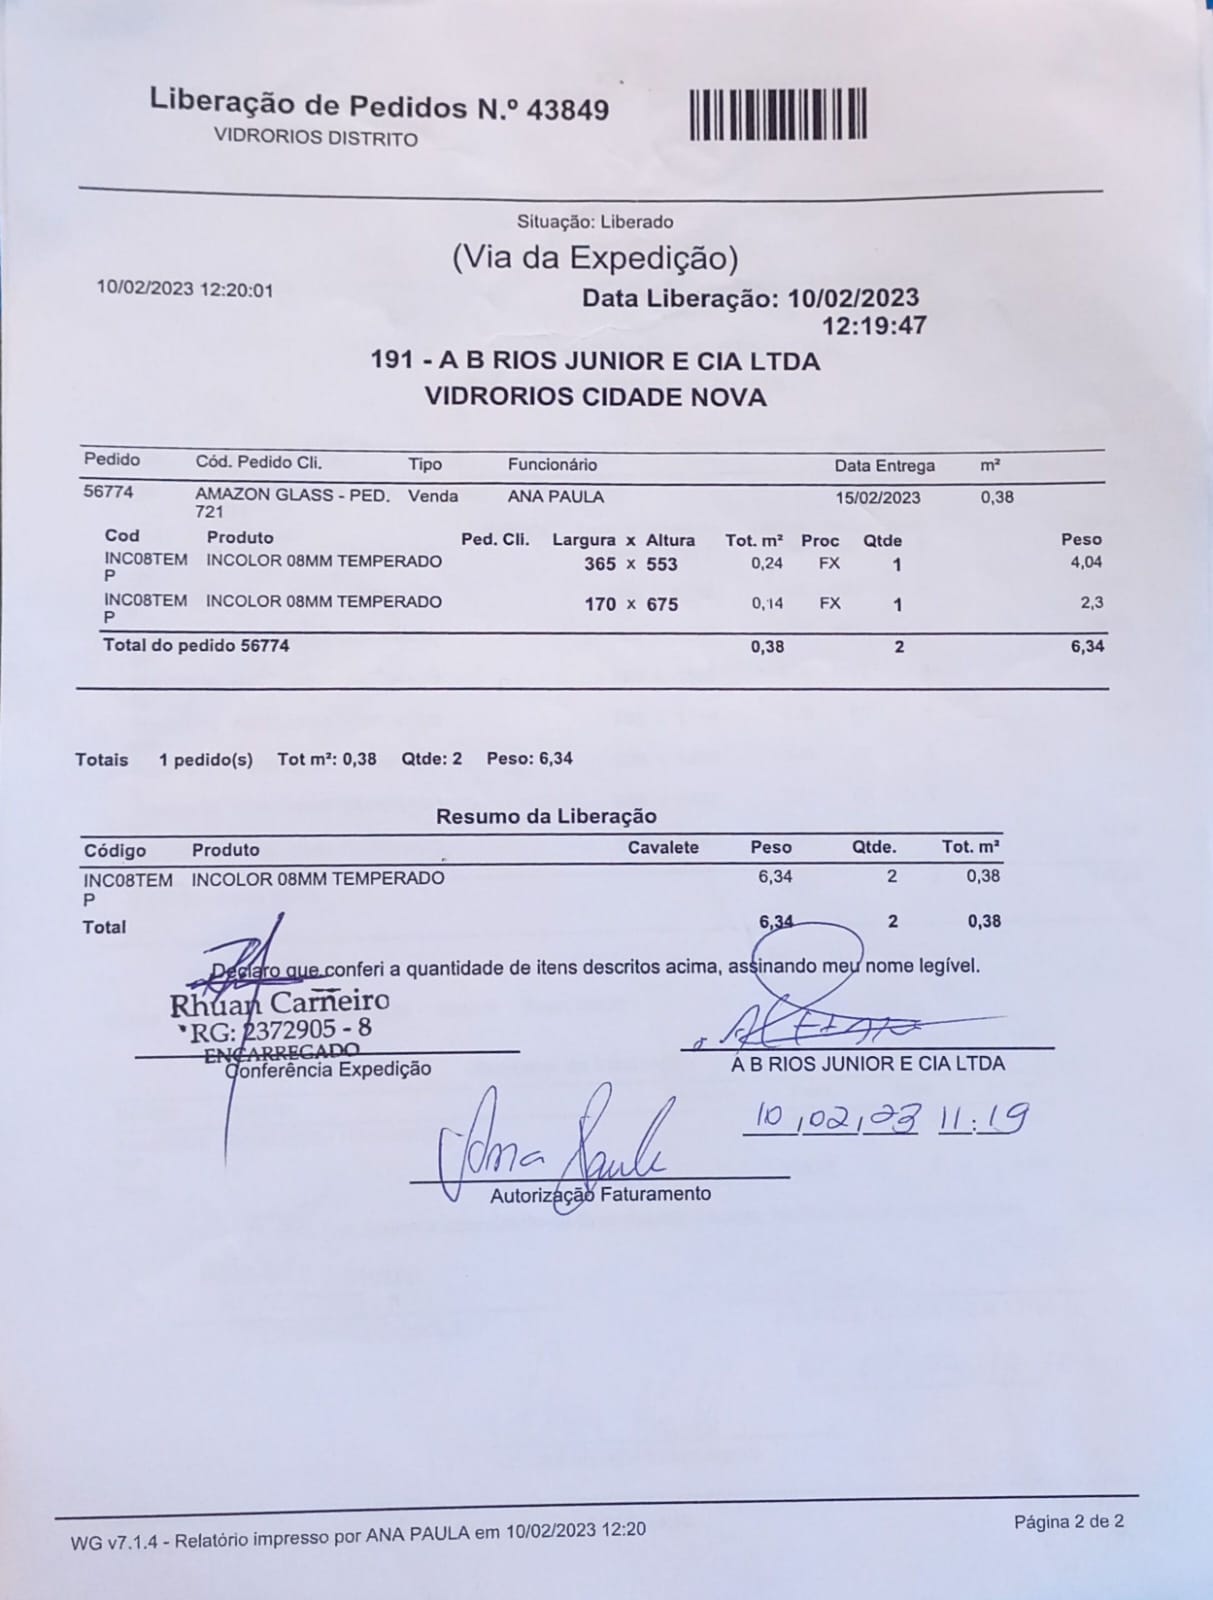 Liberação de Pedidos N.º 43849
VIDRORIOS DISTRITO
Situação: Liberado
(Via da Expedição)
10/02/2023 12:20:01
Data Liberação: 10/02/2023
12:19:47
191 - A B RIOS JUNIOR E CIA LTDA
VIDRORIOS CIDADE NOVA
Pedido Cód. Pedido Cli. Tipo Funcionário Data Entrega m²
56774 AMAZON GLASS - PED. Venda ANA PAULA 15/02/2023 0,38
721
Cod Produto Ped. Cli. Largura x Altura Tot. m² Proc Qtde Peso
INC08TEM INCOLOR 08MM TEMPERADO 365 x 553 0,24 FX 1 4,04
P
INC08TEM INCOLOR 08MM TEMPERADO 170 x 675 0,14 FX 1 2,3
P
Total do pedido 56774 0,38 2 6,34
Totais 1 pedido(s) Tot m²: 0,38 Qtde: 2 Peso: 6,34
Resumo da Liberação
Código Produto Cavalete Peso Qtde. Tot. m²
INC08TEM INCOLOR 08MM TEMPERADO 6,34 2 0,38
P
Total 6,34 2 0,38
Declaro que conferi a quantidade de itens descritos acima, assinando meu nome legível.
Rhuan Carneiro
RG: 2372905 - 8
ENCARREGADO
Conferência Expedição
A B RIOS JUNIOR E CIA LTDA
10,02,23 11:19
Ana Paula
Autorização Faturamento
WG v7.1.4 - Relatório impresso por ANA PAULA em 10/02/2023 12:20
Página 2 de 2